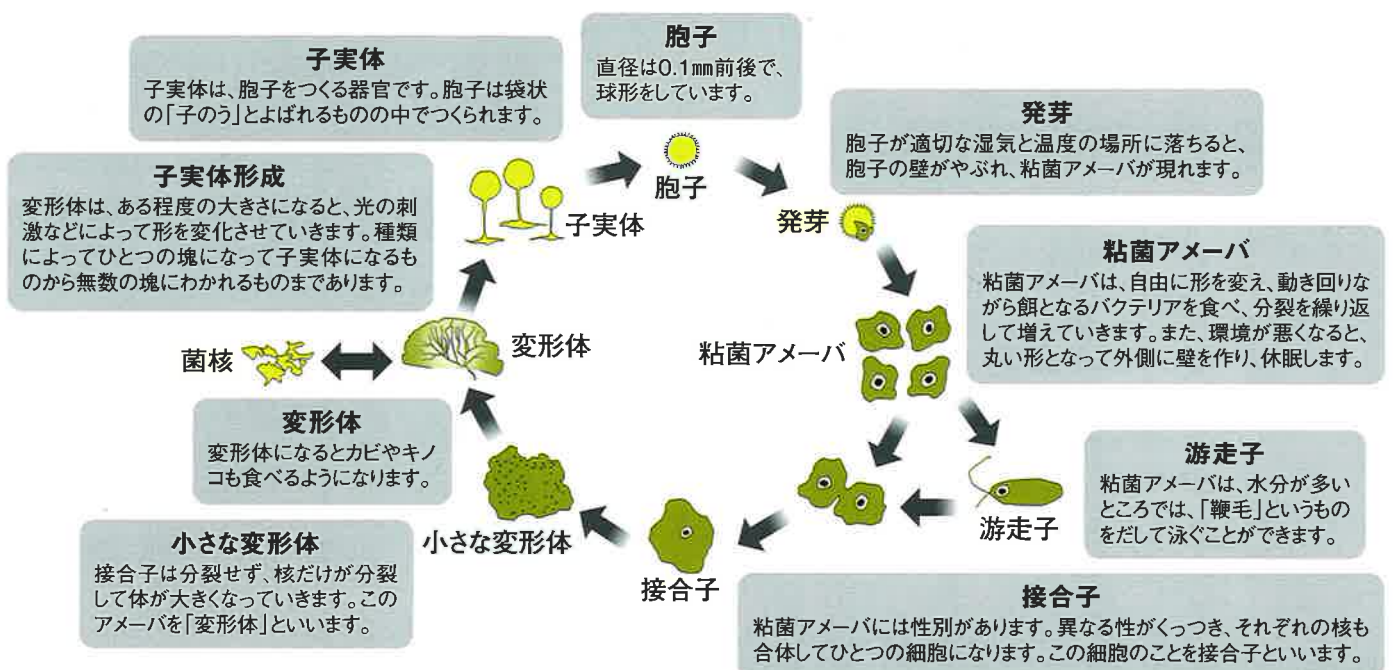 胞子
直径は0.1mm前後で、
球形をしています。
子実体
子実体は、胞子をつくる器官です。胞子は袋状
の「子のう」とよばれるものの中でつくられます。
発芽
胞子が適切な湿気と温度の場所に落ちると、
胞子の壁がやぶれ、粘菌アメーバが現れます。
子実体形成
変形体は、ある程度の大きさになると、光の刺
激などによって形を変化させていきます。種類
によってひとつの塊になって子実体になるも
のから無数の塊にわかれるものまであります。
胞子
子実体
発芽
粘菌アメーバ
粘菌アメーバは、自由に形を変え、動き回りな
がら餌となるバクテリアを食べ、分裂を繰り返
して増えていきます。また、環境が悪くなると、
丸い形となって外側に壁を作り、休眠します。
菌核
変形体
粘菌アメーバ
変形体
変形体になるとカビやキノ
コも食べるようになります。
游走子
粘菌アメーバは、水分が多い
ところでは、「鞭毛」というもの
をだして泳ぐことができます。
小さな変形体
接合子
游走子
小さな変形体
接合子は分裂せず、核だけが分裂
して体が大きくなっていきます。この
アメーバを「変形体」といいます。
接合子
粘菌アメーバには性別があります。異なる性がくっつき、それぞれの核も
合体してひとつの細胞になります。この細胞のことを接合子といいます。